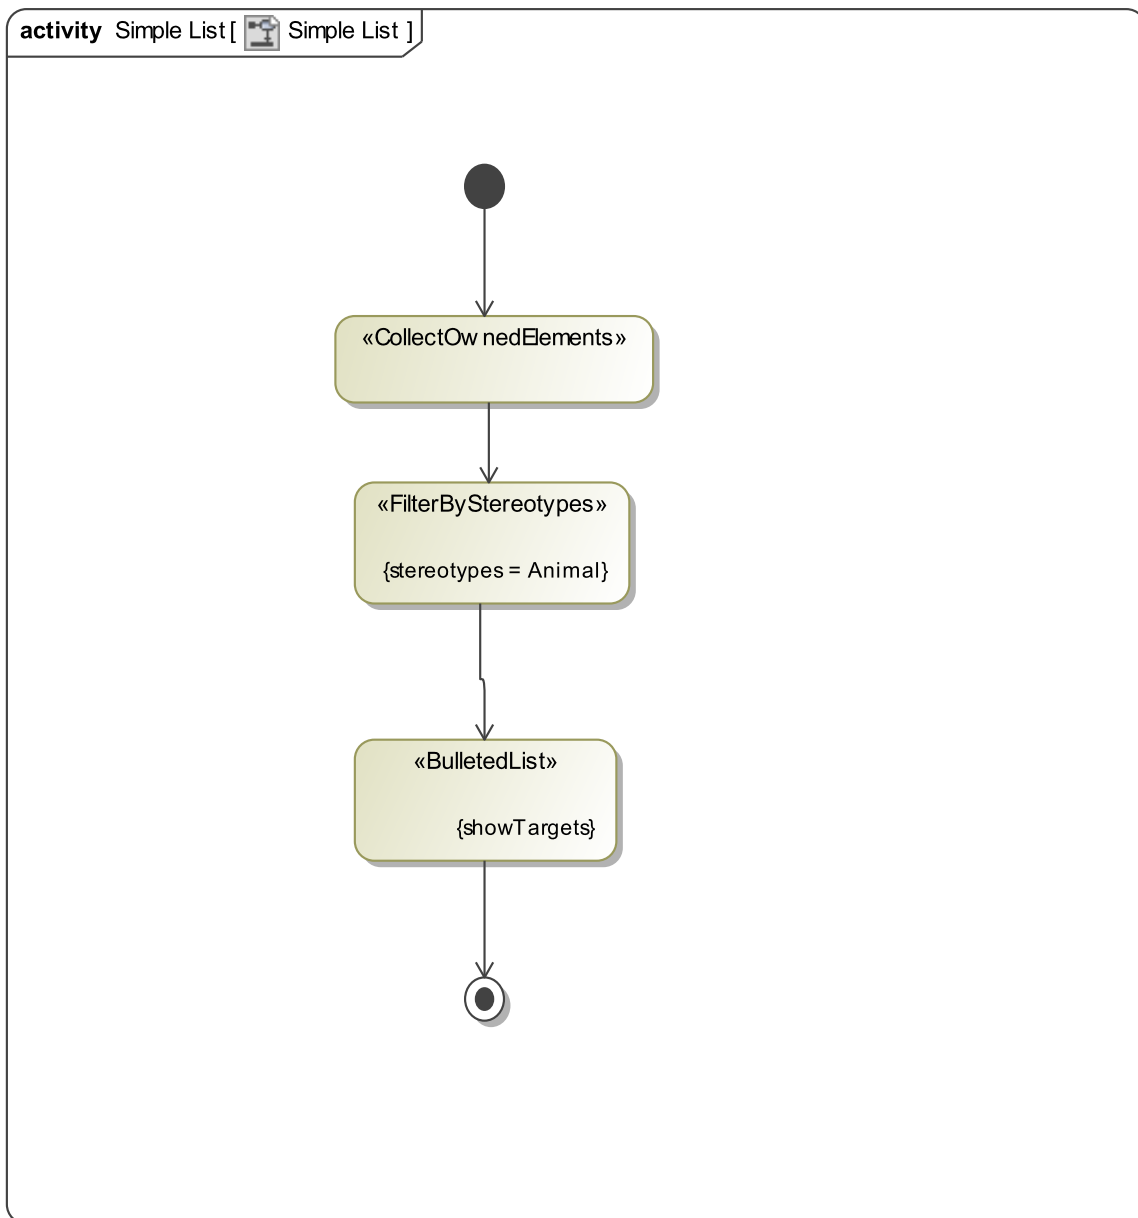 activity Simple List [ Simple List ]
«CollectOwnedElements»
«FilterByStereotypes»
{stereotypes = Animal}
«BulletedList»
{showTargets}